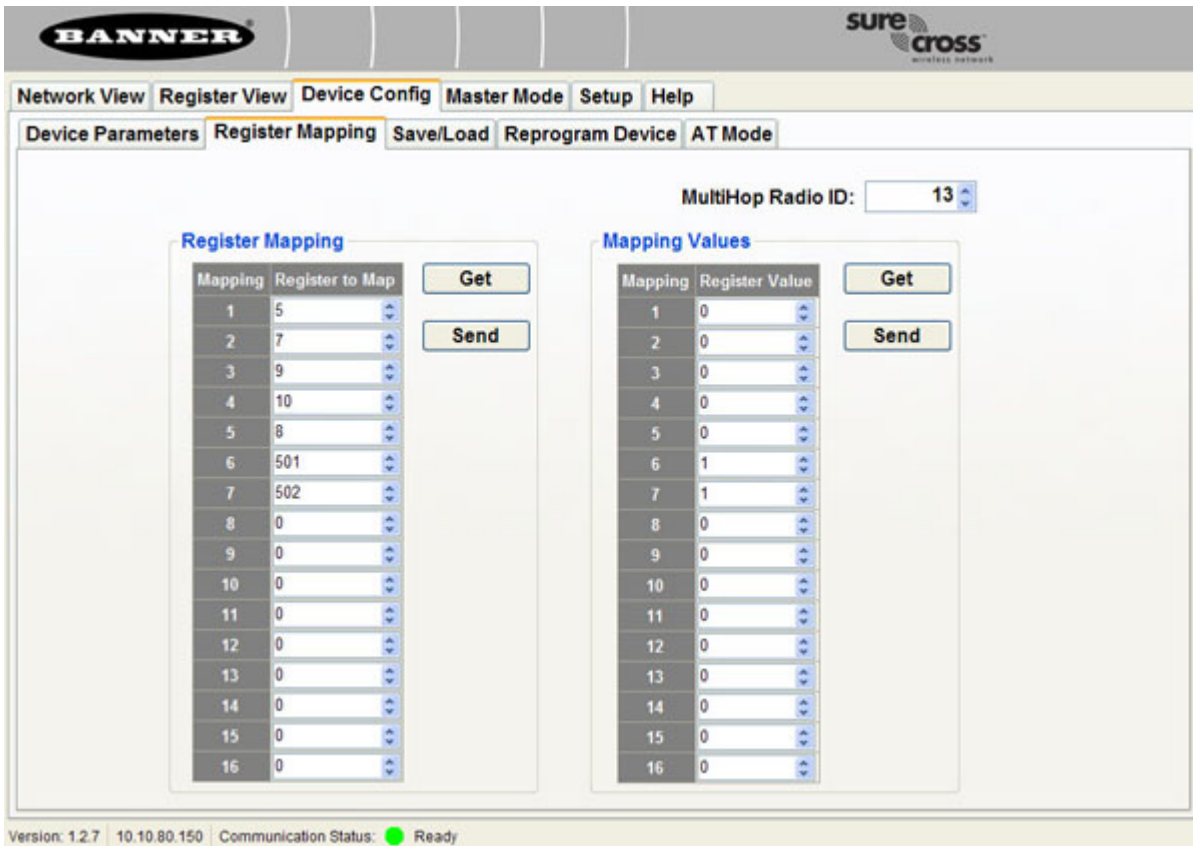 BANNER
sure cross
wireless network
Network View Register View Device Config Master Mode Setup Help
Device Parameters Register Mapping Save/Load Reprogram Device AT Mode
MultiHop Radio ID: 13
Register Mapping
Mapping Register to Map Get
1 5
2 7 Send
3 9
4 10
5 8
6 501
7 502
8 0
9 0
10 0
11 0
12 0
13 0
14 0
15 0
16 0
Mapping Values
Mapping Register Value Get
1 0
2 0 Send
3 0
4 0
5 0
6 1
7 1
8 0
9 0
10 0
11 0
12 0
13 0
14 0
15 0
16 0
Version: 1.2.7 10.10.80.150 Communication Status: Ready